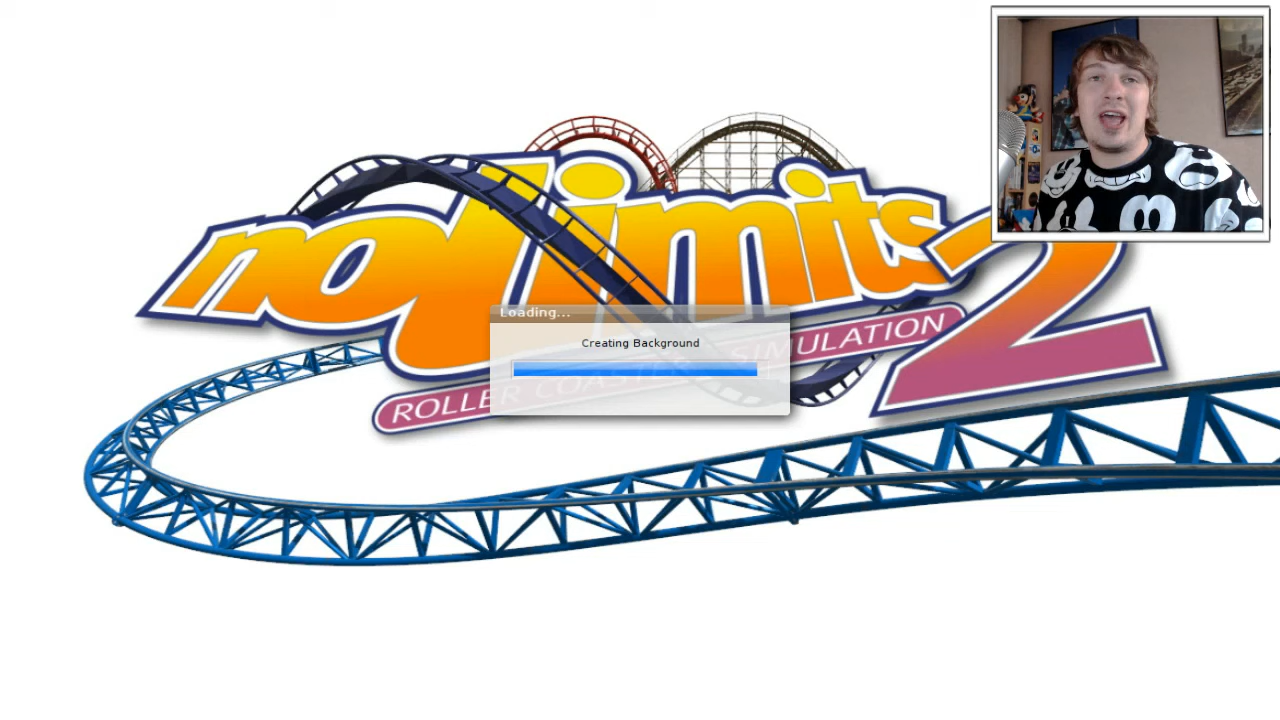 nolimits 2
ROLLER COASTER SIMULATION
Loading...
Creating Background